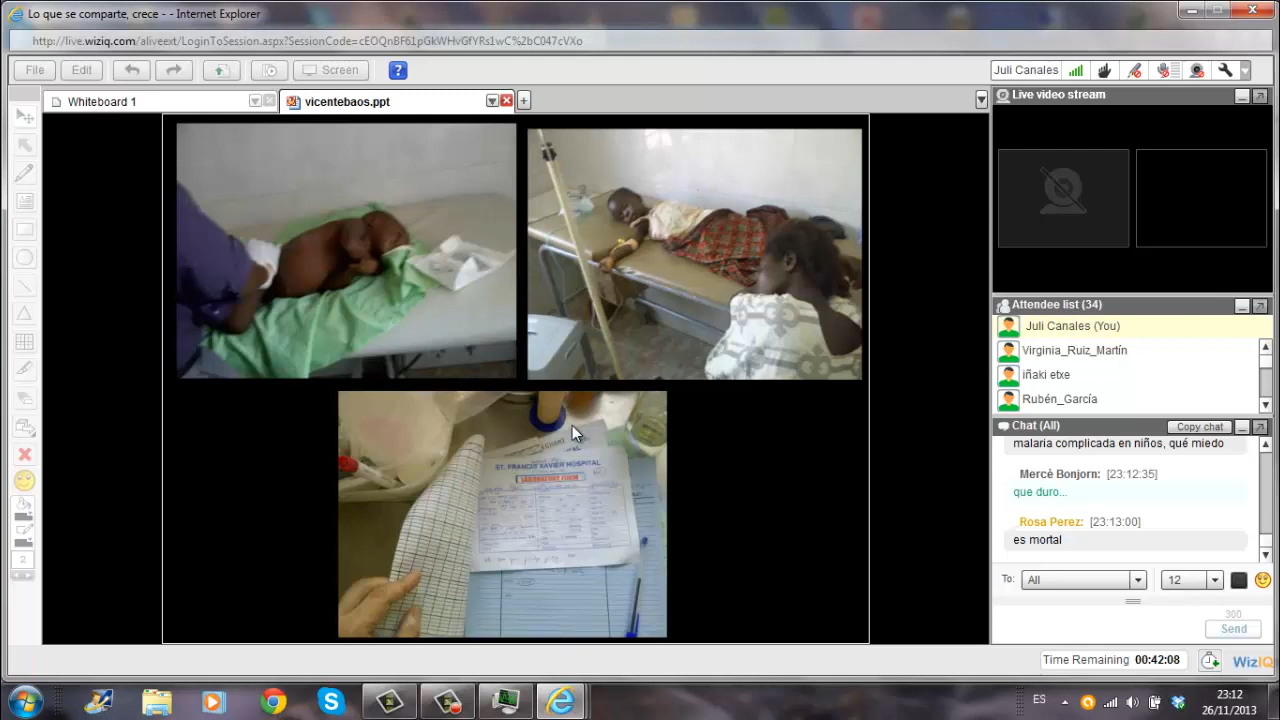 Lo que se comparte, crece - - Internet Explorer
http://live.wiziq.com/aliveext/LoginToSession.aspx?SessionCode=cEOQnBF61pGkWHvGfYRs1wC%2bC047cVXo
File
Edit
Screen
?
Juli Canales
Whiteboard 1
vicentebaos.ppt
Live video stream
ST. FRANCIS XAVIER HOSPITAL
LABORATORY FORM
Attendee list (34)
Juli Canales (You)
Virginia_Ruiz_Martín
iñaki etxe
Rubén_García
Chat (All)
Copy chat
malaria complicada en niños, qué miedo
Mercè Bonjorn: [23:12:35]
que duro...
Rosa Perez: [23:13:00]
es mortal
To: All 12
300
Send
2
Time Remaining 00:42:08
WizIQ
ES
23:12
26/11/2013